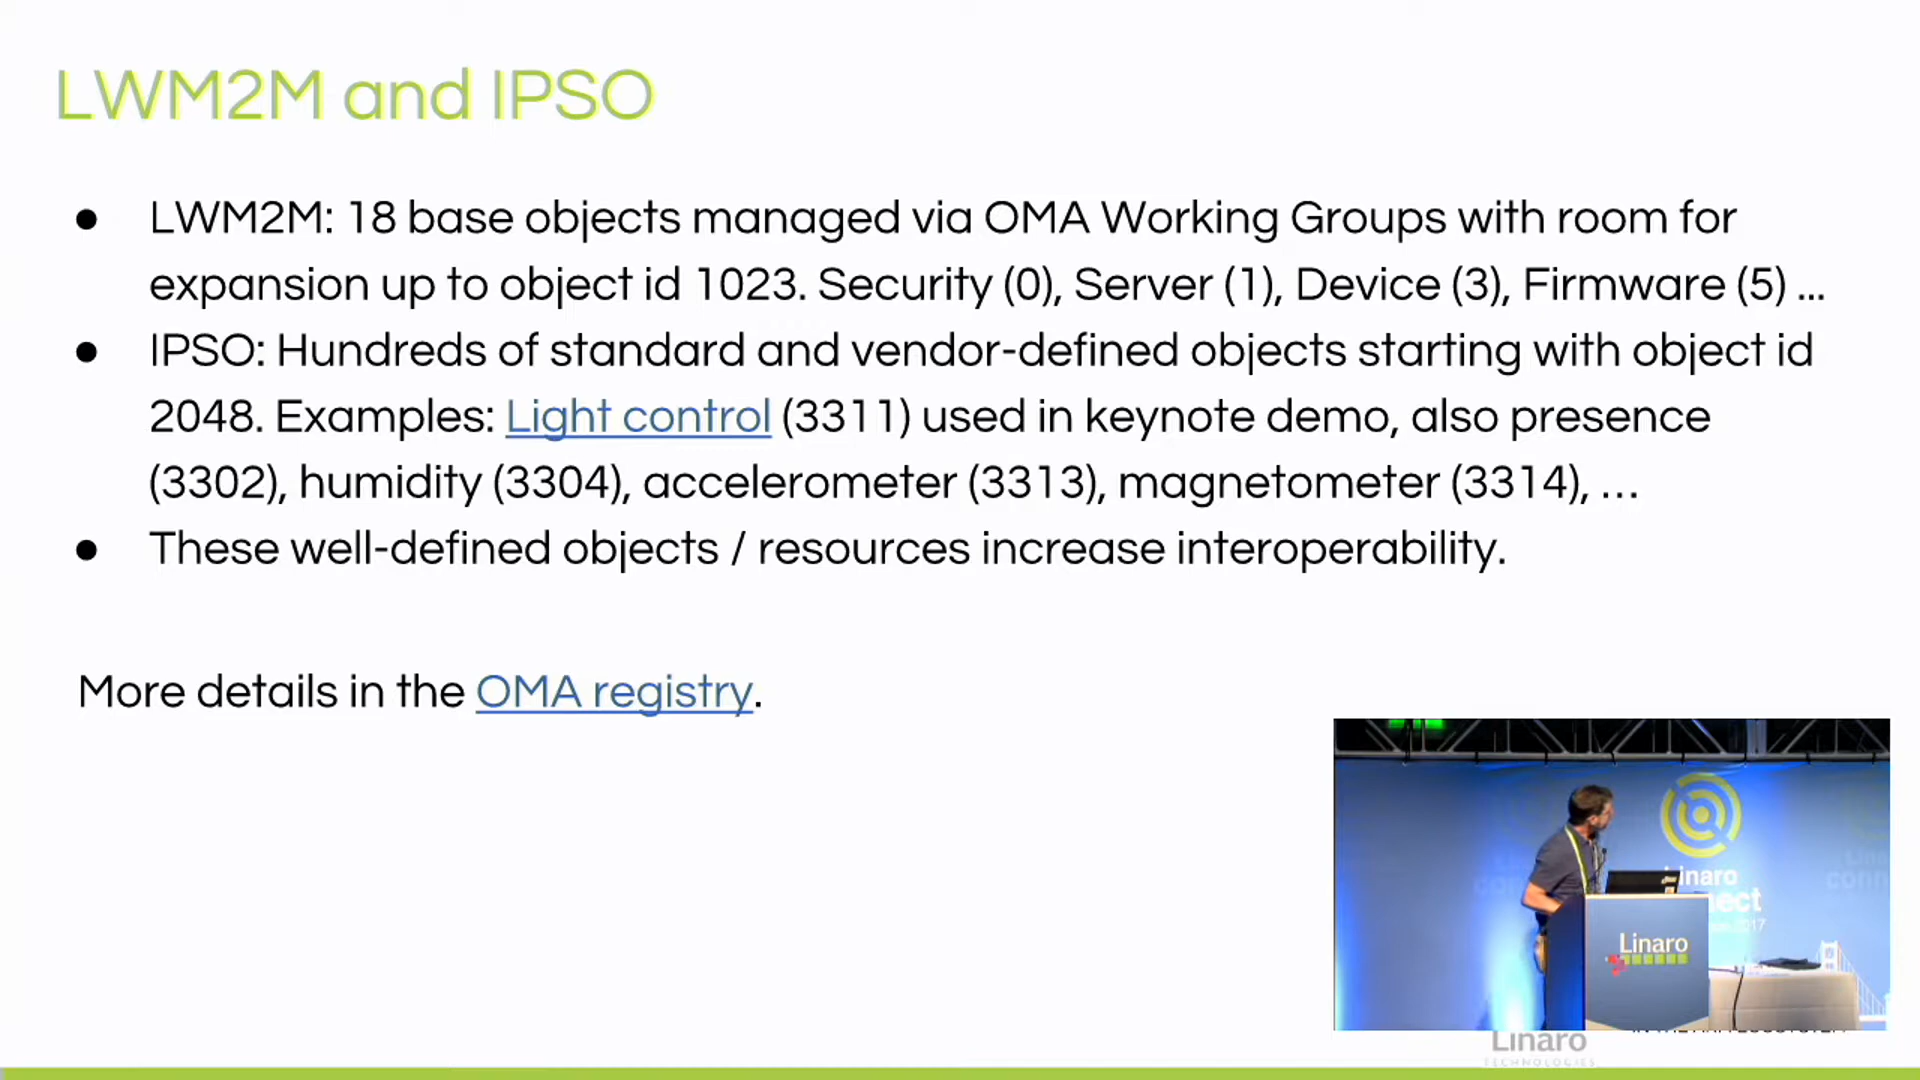 LWM2M and IPSO
● LWM2M: 18 base objects managed via OMA Working Groups with room for
expansion up to object id 1023. Security (0), Server (1), Device (3), Firmware (5) ...
● IPSO: Hundreds of standard and vendor-defined objects starting with object id
2048. Examples: Light control (3311) used in keynote demo, also presence
(3302), humidity (3304), accelerometer (3313), magnetometer (3314), …
● These well-defined objects / resources increase interoperability.
More details in the OMA registry.
Linaro
2017
Linaro
Linaro
TECHNOLOGIES